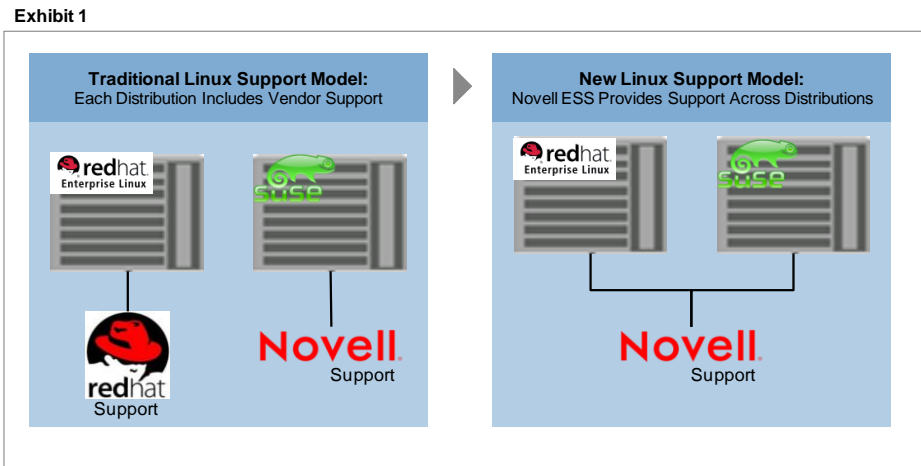 Exhibit 1
Traditional Linux Support Model:
Each Distribution Includes Vendor Support
redhat.
Enterprise Linux
SUSE
redhat
Support
Novell.
Support
New Linux Support Model:
Novell ESS Provides Support Across Distributions
redhat.
Enterprise Linux
SUSE
Novell.
Support